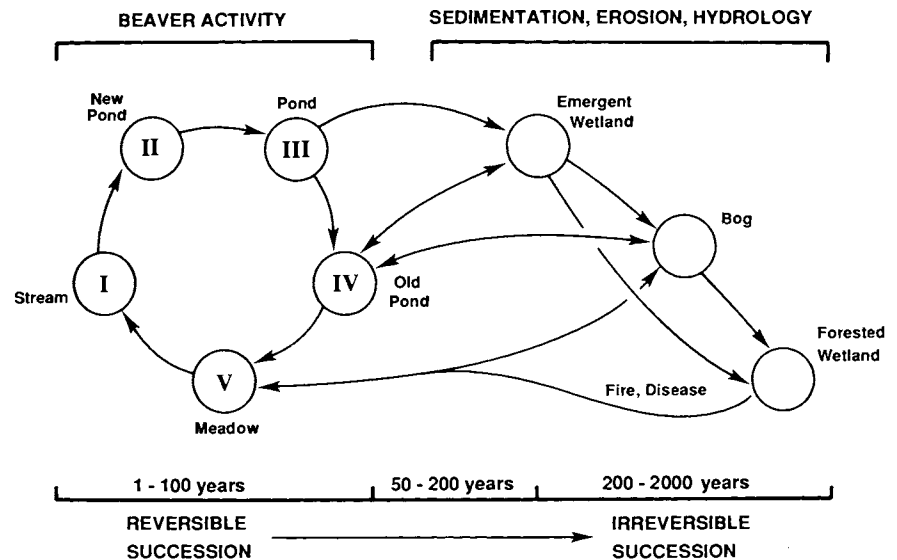 BEAVER ACTIVITY
SEDIMENTATION, EROSION, HYDROLOGY
New
Pond
Pond
Emergent
Wetland
II
III
Bog
I
Stream
IV
Old
Pond
Forested
Wetland
V
Meadow
Fire, Disease
1 - 100 years
50 - 200 years
200 - 2000 years
REVERSIBLE
SUCCESSION
IRREVERSIBLE
SUCCESSION